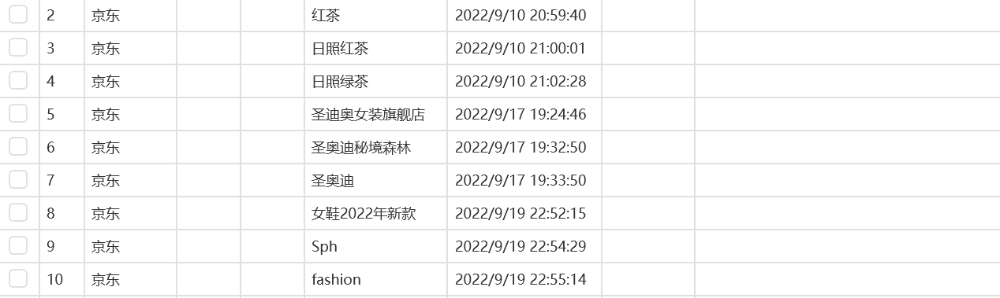 2 京东 红茶 2022/9/10 20:59:40
3 京东 日照红茶 2022/9/10 21:00:01
4 京东 日照绿茶 2022/9/10 21:02:28
5 京东 圣迪奥女装旗舰店 2022/9/17 19:24:46
6 京东 圣奥迪秘境森林 2022/9/17 19:32:50
7 京东 圣奥迪 2022/9/17 19:33:50
8 京东 女鞋2022年新款 2022/9/19 22:52:15
9 京东 Sph 2022/9/19 22:54:29
10 京东 fashion 2022/9/19 22:55:14